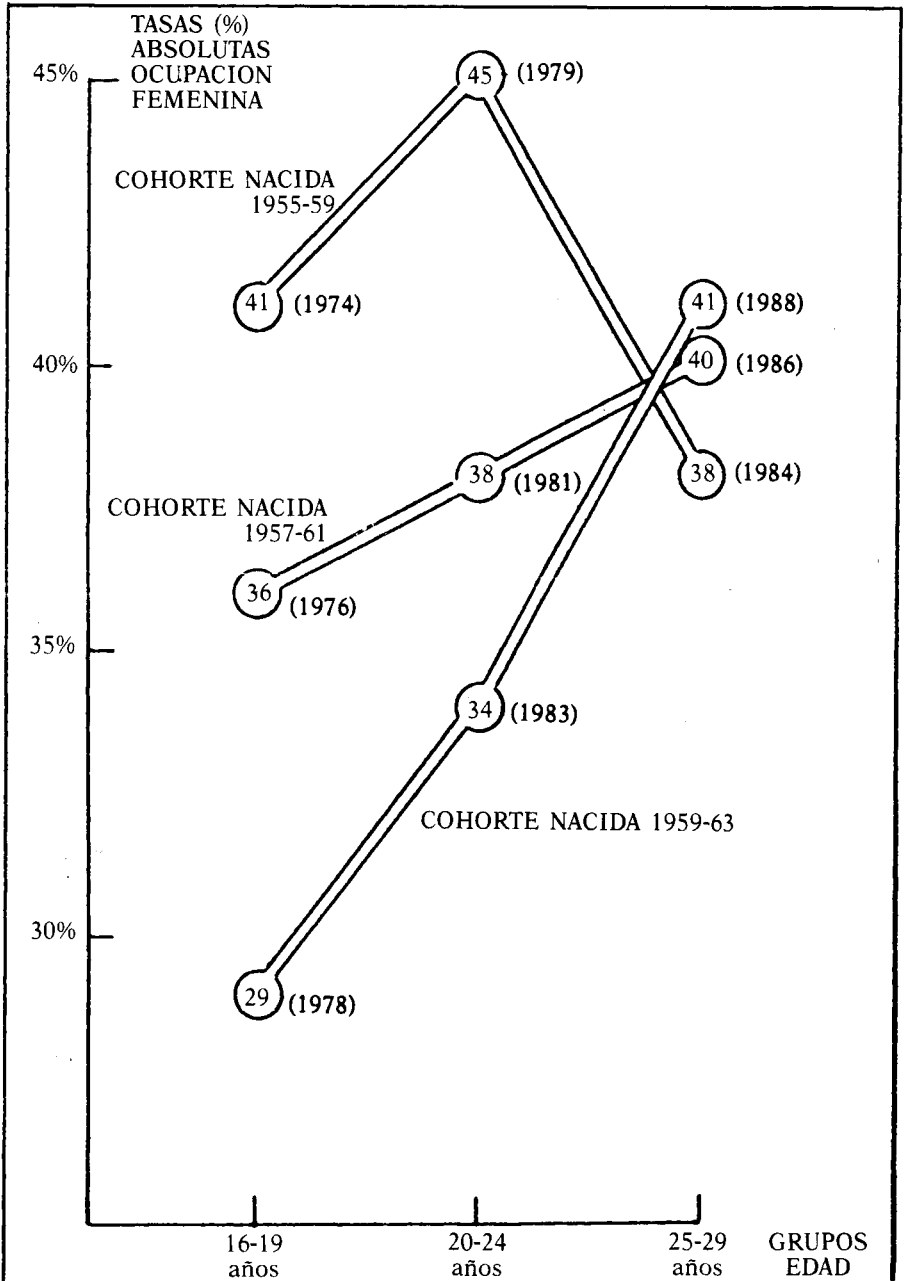 TASAS (%)
ABSOLUTAS
OCUPACION
FEMENINA
45%
45 (1979)
COHORTE NACIDA
1955-59
41 (1974)
41 (1988)
40%
40 (1986)
38 (1981)
38 (1984)
COHORTE NACIDA
1957-61
36 (1976)
35%
34 (1983)
COHORTE NACIDA 1959-63
30%
29 (1978)
16-19
años
20-24
años
25-29
años
GRUPOS
EDAD